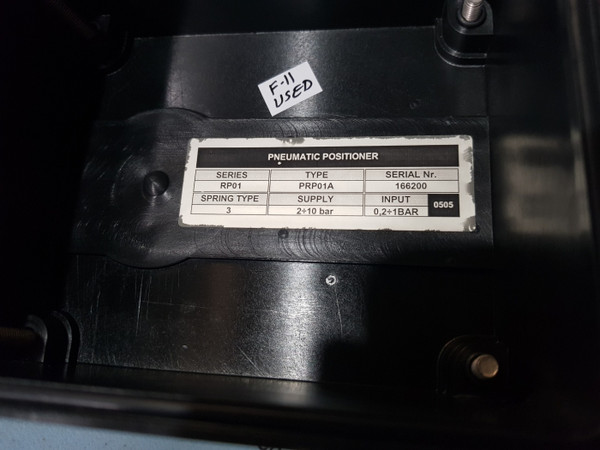 F-11
USED
PNEUMATIC POSITIONER
SERIES TYPE SERIAL Nr.
RP01 PRP01A 166200
SPRING TYPE SUPPLY INPUT 0505
3 2÷10 bar 0,2÷1BAR